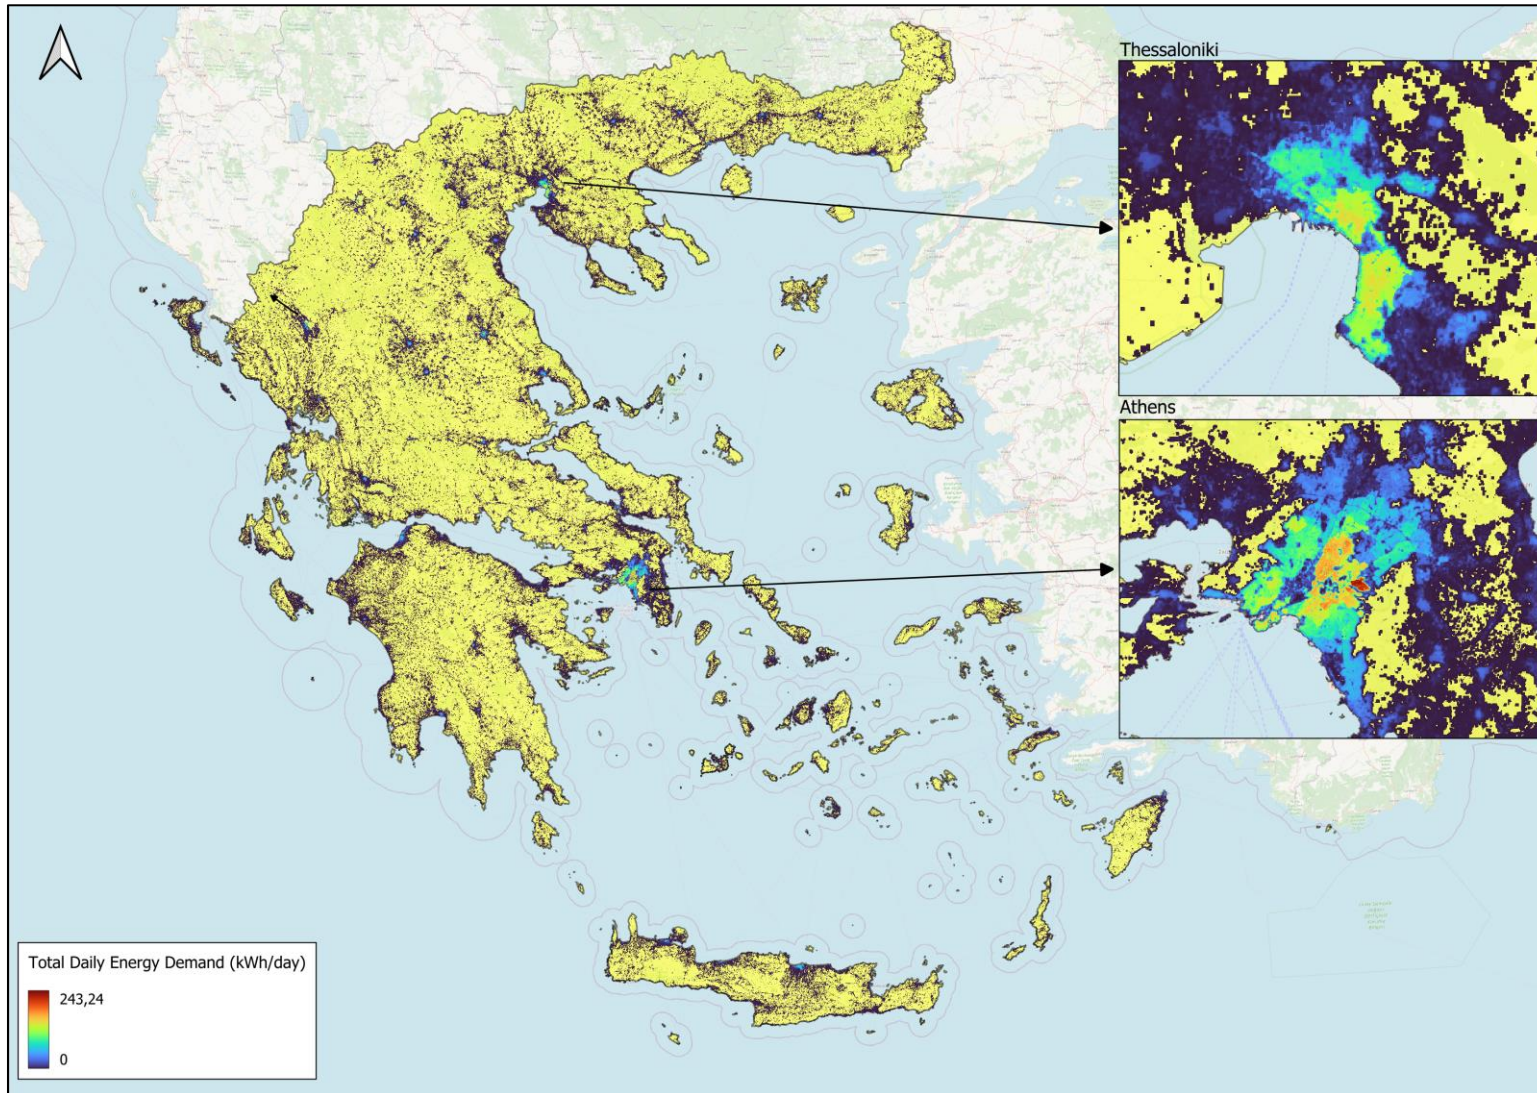 Thessaloniki
Athens
Total Daily Energy Demand (kWh/day)
243,24
0